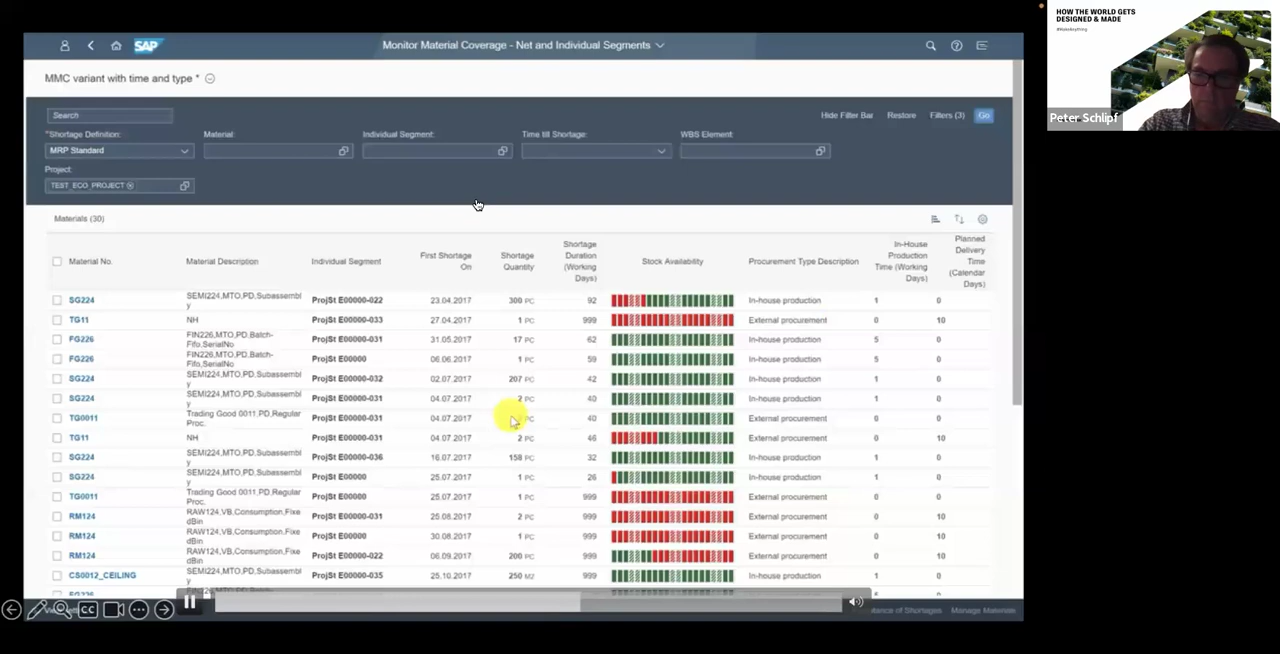 HOW THE WORLD GETS
DESIGNED & MADE
#MakeAnything
Peter Schlipf
SAP
Monitor Material Coverage - Net and Individual Segments
MMC variant with time and type *
Search
Hide Filter Bar Restore Filters (3) Go
*Shortage Definition: Material: Individual Segment: Time till Shortage: WBS Element:
MRP Standard
Project:
TEST_ECO_PROJECT
Materials (30)
Material No. Material Description Individual Segment First Shortage On Shortage Quantity Shortage Duration (Working Days) Stock Availability Procurement Type Description In-House Production Time (Working Days) Planned Delivery Time (Calendar Days)
SG224 SEMI224,MTO,PD,Subassembly ProjSt E00000-022 23.04.2017 300 PC 92 In-house production 1 0
TG11 NH ProjSt E00000-033 27.04.2017 1 PC 999 External procurement 0 10
FG226 FIN226,MTO,PD,Batch-Fifo,SerialNo ProjSt E00000-031 31.05.2017 17 PC 62 In-house production 5 0
FG226 FIN226,MTO,PD,Batch-Fifo,SerialNo ProjSt E00000 06.06.2017 1 PC 59 In-house production 5 0
SG224 SEMI224,MTO,PD,Subassembly ProjSt E00000-032 02.07.2017 207 PC 42 In-house production 1 0
SG224 SEMI224,MTO,PD,Subassembly ProjSt E00000-031 04.07.2017 2 PC 40 In-house production 1 0
TG0011 Trading Good 0011,PD,Regular Proc. ProjSt E00000-031 04.07.2017 PC 40 External procurement 0 0
TG11 NH ProjSt E00000-031 04.07.2017 2 PC 46 External procurement 0 10
SG224 SEMI224,MTO,PD,Subassembly ProjSt E00000-036 16.07.2017 158 PC 32 In-house production 1 0
SG224 SEMI224,MTO,PD,Subassembly ProjSt E00000 25.07.2017 1 PC 26 In-house production 1 0
TG0011 Trading Good 0011,PD,Regular Proc. ProjSt E00000 25.07.2017 1 PC 999 External procurement 0 0
RM124 RAW124,VB,Consumption,FixedBin ProjSt E00000-031 25.08.2017 2 PC 999 External procurement 0 10
RM124 RAW124,VB,Consumption,FixedBin ProjSt E00000 30.08.2017 1 PC 999 External procurement 0 10
RM124 RAW124,VB,Consumption,FixedBin ProjSt E00000-022 06.09.2017 200 PC 999 External procurement 0 10
CS0012_CEILING SEMI224,MTO,PD,Subassembly ProjSt E00000-035 25.10.2017 250 M2 999 In-house production 1 0
CC
of Shortages Manage Materials